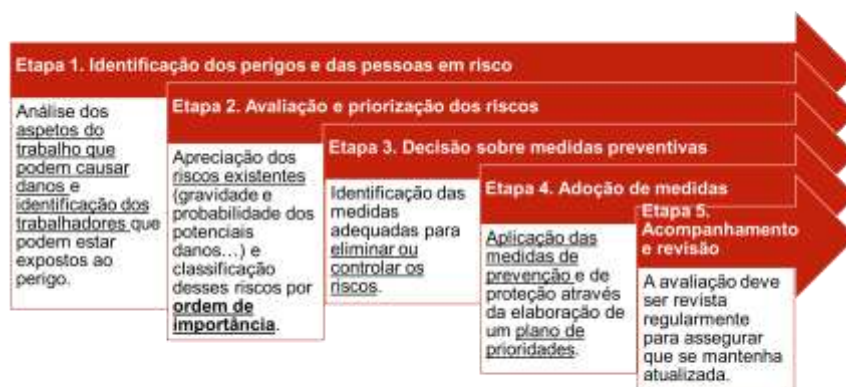 Etapa 1. Identificação dos perigos e das pessoas em risco
Análise dos
aspetos do
trabalho que
podem causar
danos e
identificação dos
trabalhadores que
podem estar
expostos ao
perigo.
Etapa 2. Avaliação e priorização dos riscos
Apreciação dos
riscos existentes
(gravidade e
probabilidade dos
potenciais
danos...) e
classificação
desses riscos por
ordem de
importância.
Etapa 3. Decisão sobre medidas preventivas
Identificação das
medidas
adequadas para
eliminar ou
controlar os
riscos.
Etapa 4. Adoção de medidas
Aplicação das
medidas de
prevenção e de
proteção através
da elaboração de
um plano de
prioridades.
Etapa 5.
Acompanhamento
e revisão
A avaliação deve
ser revista
regularmente
para assegurar
que se mantenha
atualizada.